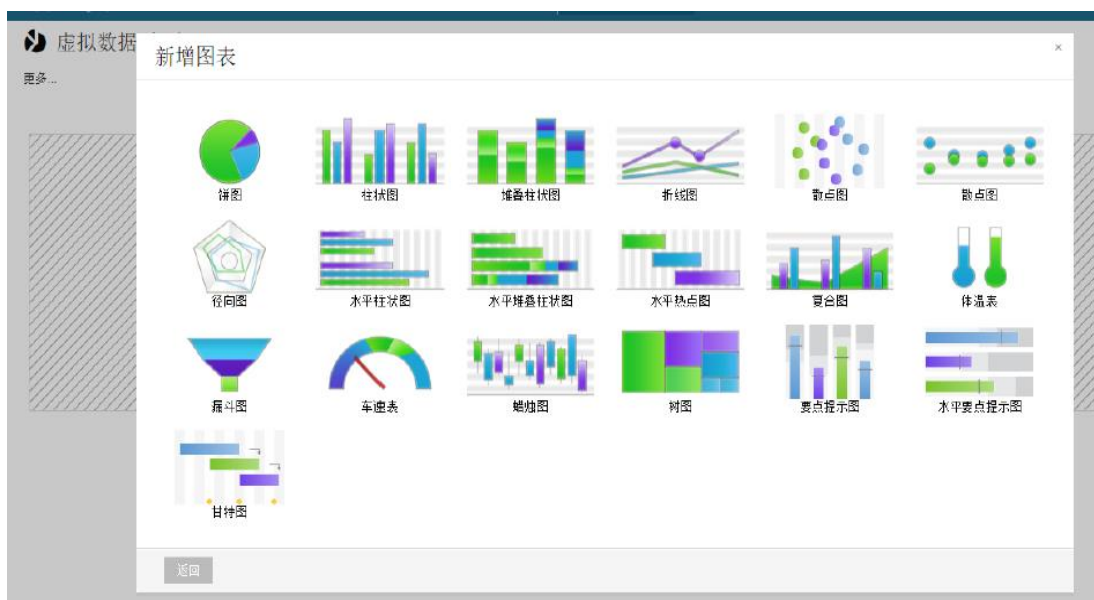 虚拟数据
更多...
新增图表
×
饼图
柱状图
堆叠柱状图
折线图
散点图
散点图
径向图
水平柱状图
水平堆叠柱状图
水平热点图
复合图
体温表
漏斗图
车速表
蜡烛图
树图
要点提示图
水平要点提示图
甘特图
返回